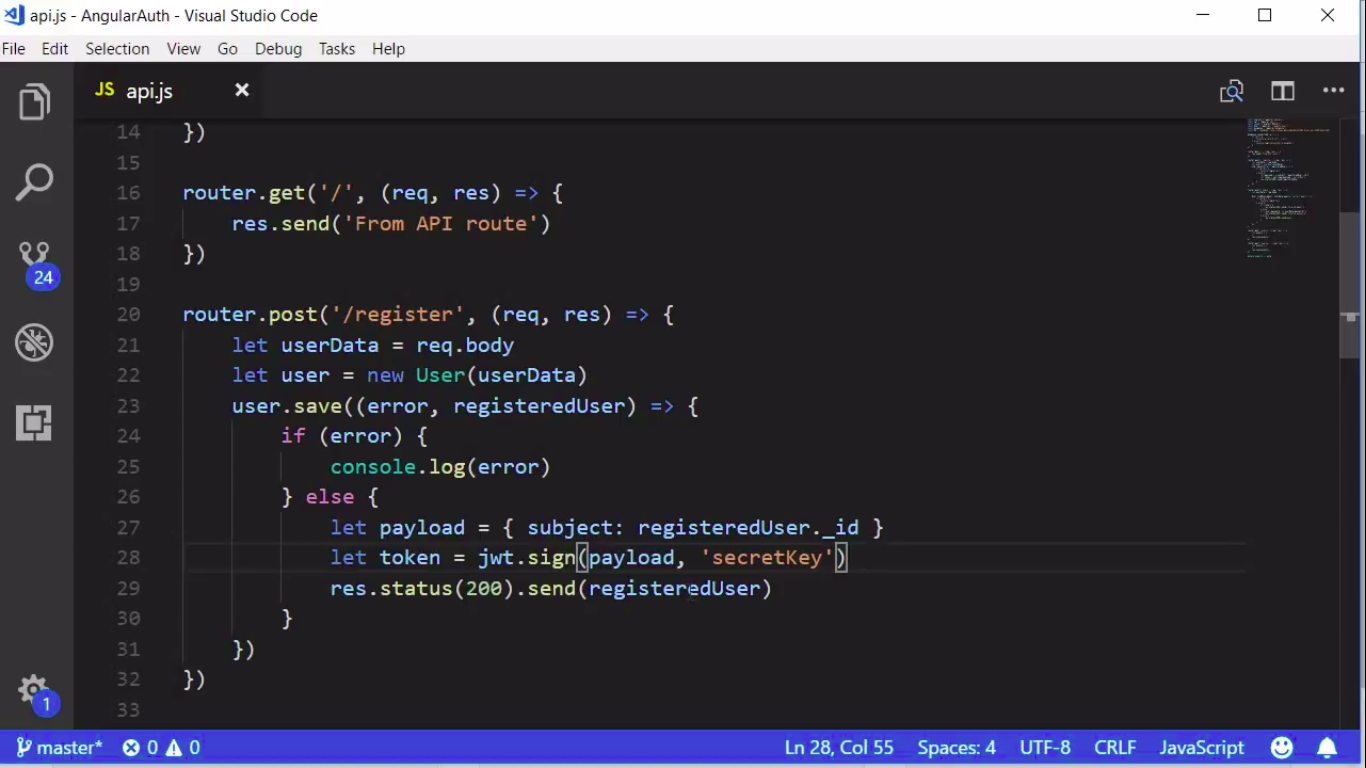 api.js - AngularAuth - Visual Studio Code
File Edit Selection View Go Debug Tasks Help
JS api.js
14 })
15
16 router.get('/', (req, res) => {
17 res.send('From API route')
18 })
19
20 router.post('/register', (req, res) => {
21 let userData = req.body
22 let user = new User(userData)
23 user.save((error, registeredUser) => {
24 if (error) {
25 console.log(error)
26 } else {
27 let payload = { subject: registeredUser._id }
28 let token = jwt.sign(payload, 'secretKey')
29 res.status(200).send(registeredUser)
30 }
31 })
32 })
33
24
1
master* 0 0 Ln 28, Col 55 Spaces: 4 UTF-8 CRLF JavaScript